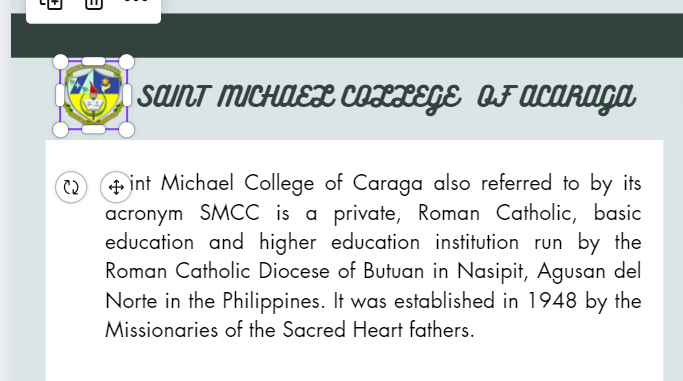 SAINT MICHAEL COLLEGE OF ACARAGA
int Michael College of Caraga also referred to by its
acronym SMCC is a private, Roman Catholic, basic
education and higher education institution run by the
Roman Catholic Diocese of Butuan in Nasipit, Agusan del
Norte in the Philippines. It was established in 1948 by the
Missionaries of the Sacred Heart fathers.